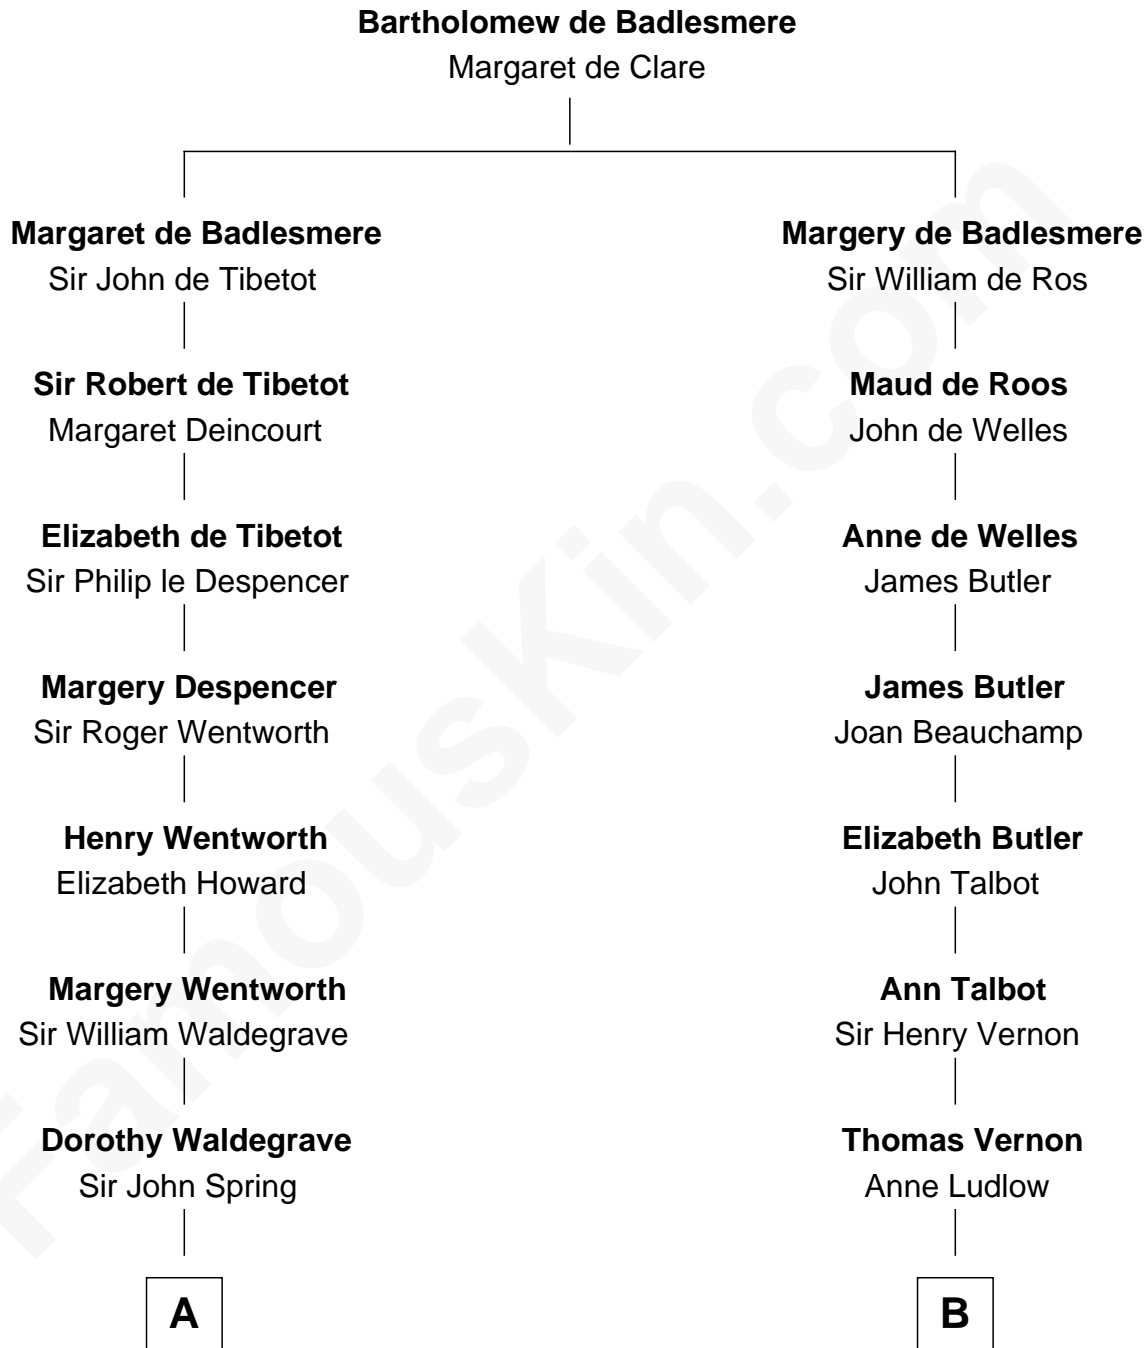 Bartholomew de Badlesmere
Margaret de Clare
Margaret de Badlesmere
Sir John de Tibetot
Margery de Badlesmere
Sir William de Ros
Sir Robert de Tibetot
Margaret Deincourt
Maud de Roos
John de Welles
Elizabeth de Tibetot
Sir Philip le Despencer
Anne de Welles
James Butler
Margery Despencer
Sir Roger Wentworth
James Butler
Joan Beauchamp
Henry Wentworth
Elizabeth Howard
Elizabeth Butler
John Talbot
Margery Wentworth
Sir William Waldegrave
Ann Talbot
Sir Henry Vernon
Dorothy Waldegrave
Sir John Spring
Thomas Vernon
Anne Ludlow
A
B
FamousKin.com